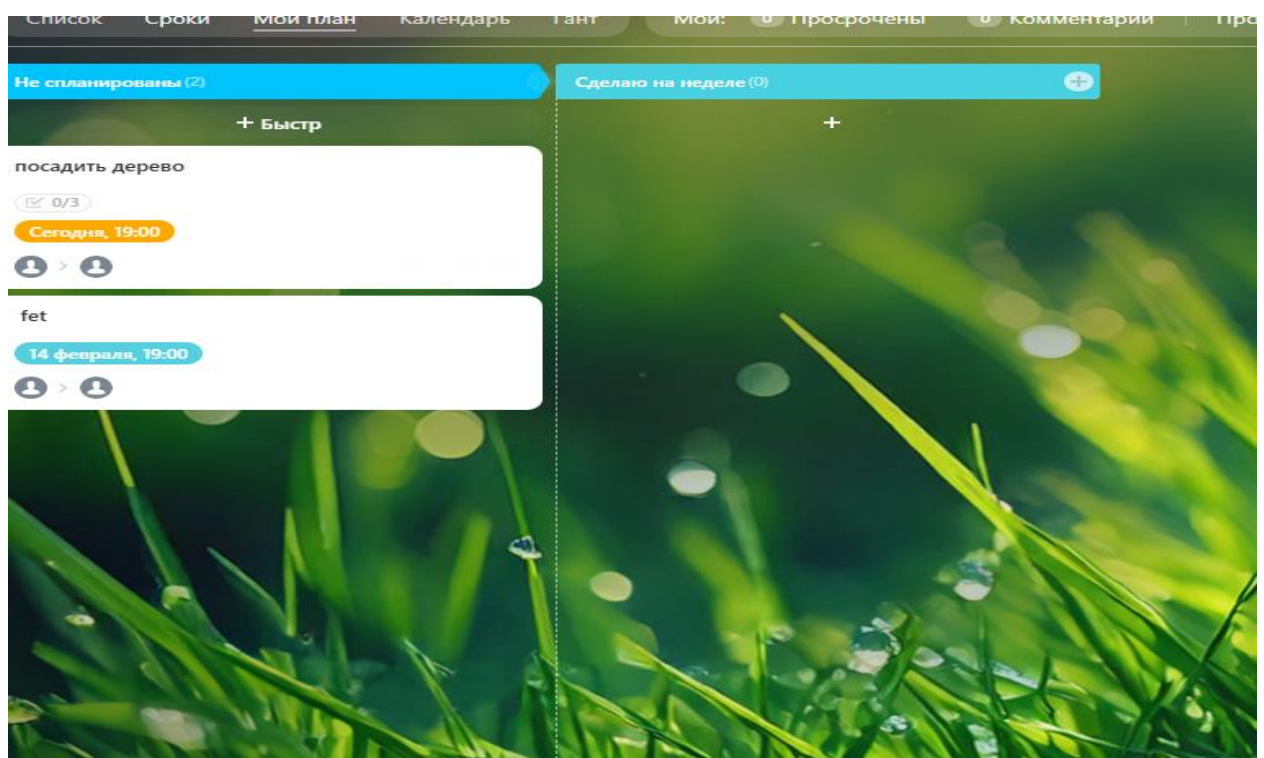 Список Сроки Мой план Календарь Гант Мои: 0 Просрочены 0 Комментарии
Не спланированы (2)
Сделаю на неделе (0)
+ Быстр
+
посадить дерево
0/3
Сегодня, 19:00
fet
14 февраля, 19:00